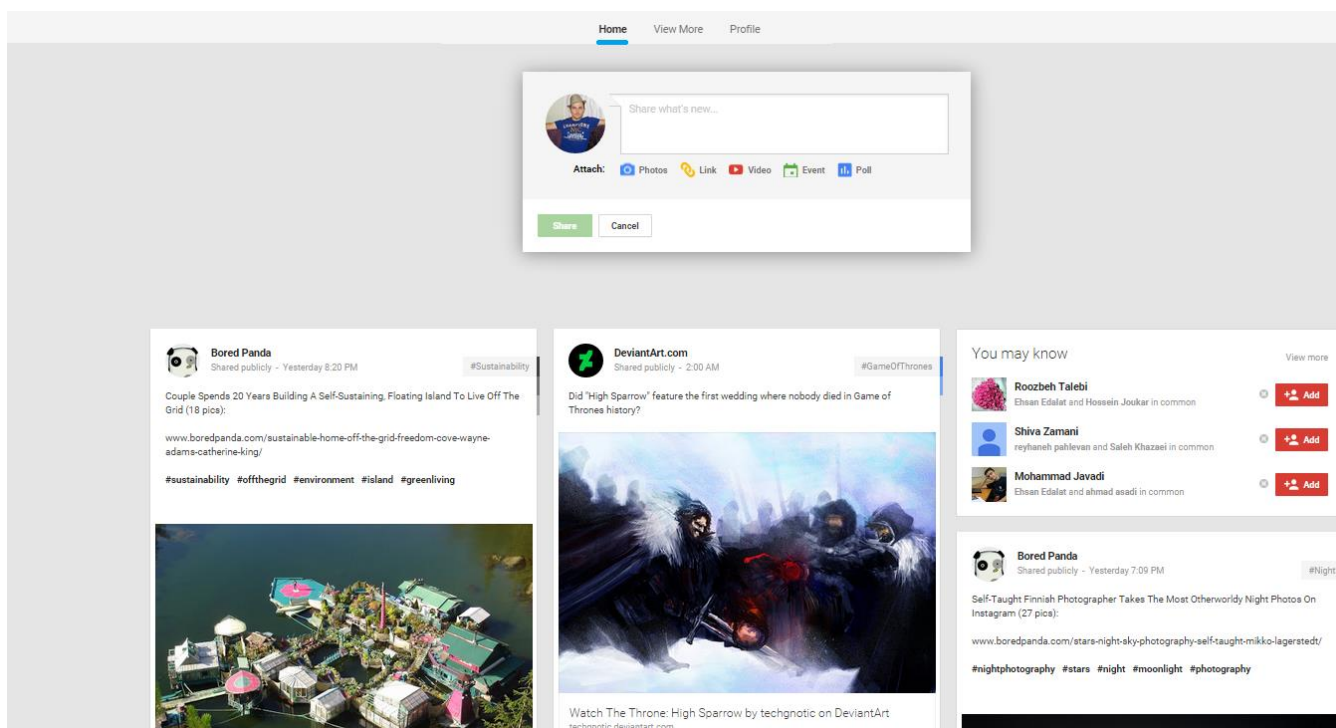 Home View More Profile
Share what's new...
Attach: Photos Link Video Event Poll
Share Cancel
Bored Panda
Shared publicly - Yesterday 8:20 PM
#Sustainability
Couple Spends 20 Years Building A Self-Sustaining, Floating Island To Live Off The
Grid (18 pics):
www.boredpanda.com/sustainable-home-off-the-grid-freedom-cove-wayne-
adams-catherine-king/
#sustainability #offthegrid #environment #island #greenliving
DeviantArt.com
Shared publicly - 2:00 AM
#GameOfThrones
Did "High Sparrow" feature the first wedding where nobody died in Game of
Thrones history?
Watch The Throne: High Sparrow by techgnotic on DeviantArt
techgnotic.deviantart.com
You may know
View more
Roozbeh Talebi
Ehsan Edalat and Hossein Joukar in common
Add
Shiva Zamani
reyhaneh pahlevan and Saleh Khazaei in common
Add
Mohammad Javadi
Ehsan Edalat and ahmad asadi in common
Add
Bored Panda
Shared publicly - Yesterday 7:09 PM
#Night
Self-Taught Finnish Photographer Takes The Most Otherworldy Night Photos On
Instagram (27 pics):
www.boredpanda.com/stars-night-sky-photography-self-taught-mikko-lagerstedt/
#nightphotography #stars #night #moonlight #photography